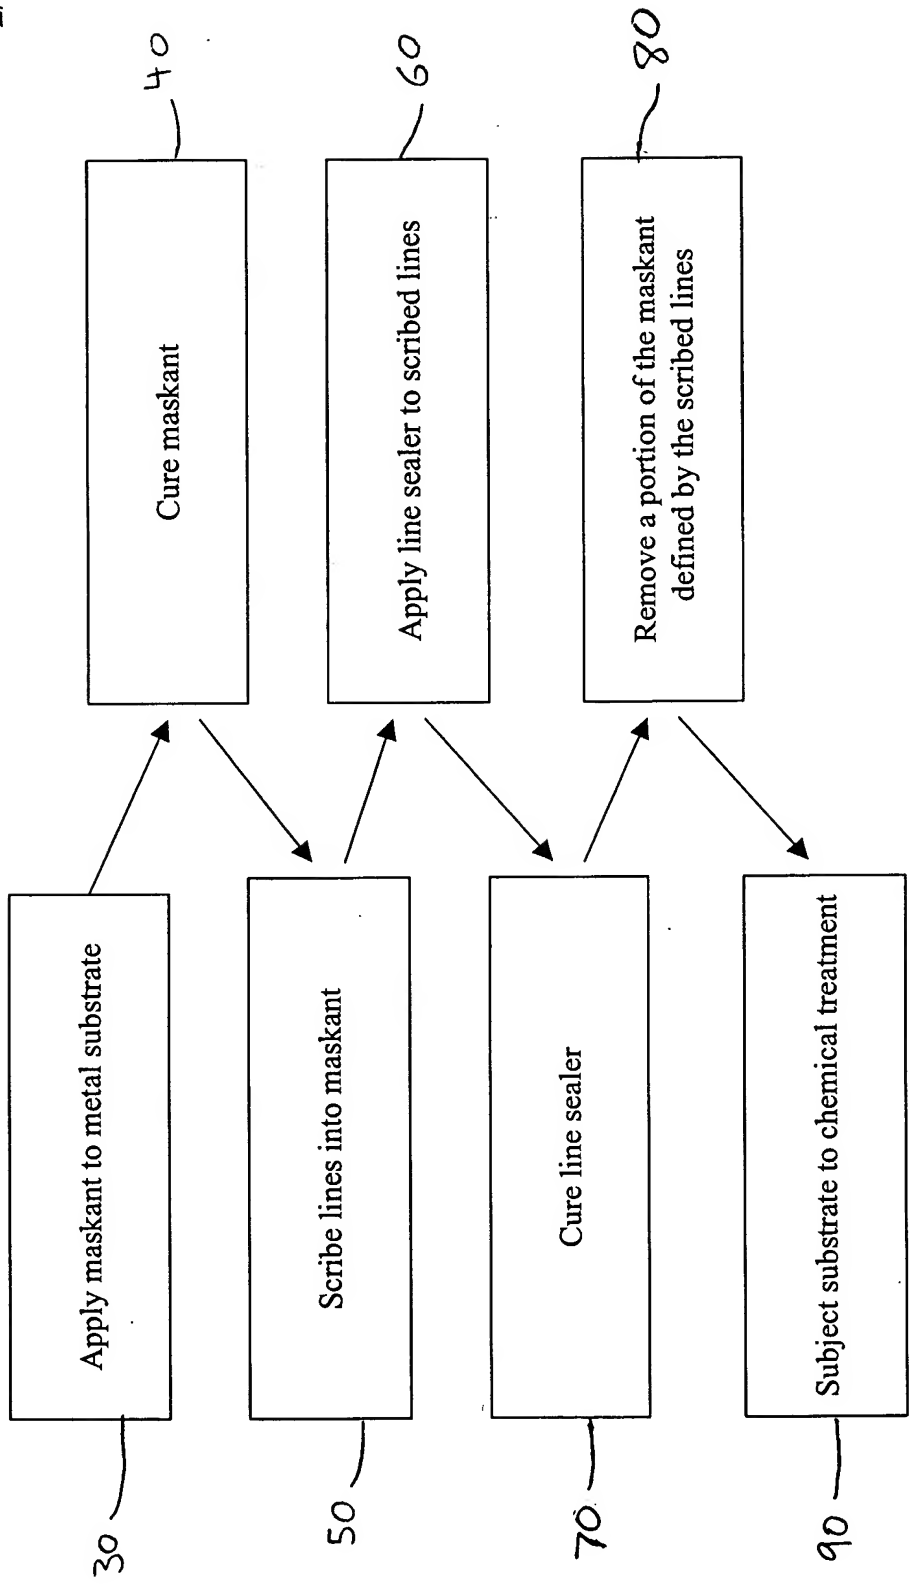 30
Apply maskant to metal substrate
40
Cure maskant
50
Scribe lines into maskant
60
Apply line sealer to scribed lines
70
Cure line sealer
80
Remove a portion of the maskant
defined by the scribed lines
90
Subject substrate to chemical treatment